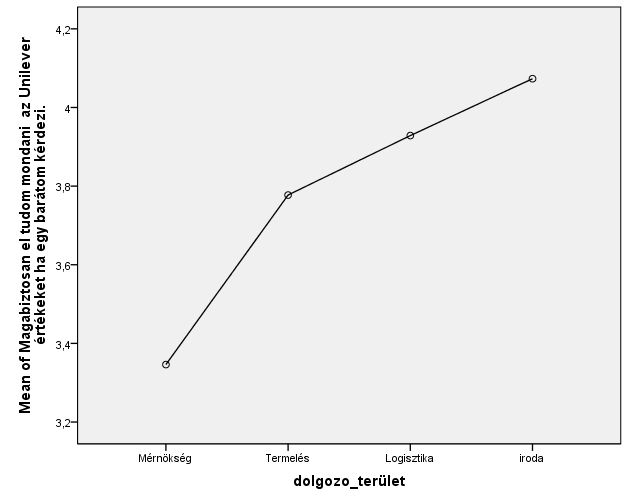 Mean of Magabiztosan el tudom mondani az Unilever
értékeket ha egy barátom kérdezi.
4,2
4
3,8
3,6
3,4
3,2
Mérnökség Termelés Logisztika iroda
dolgozo_terület